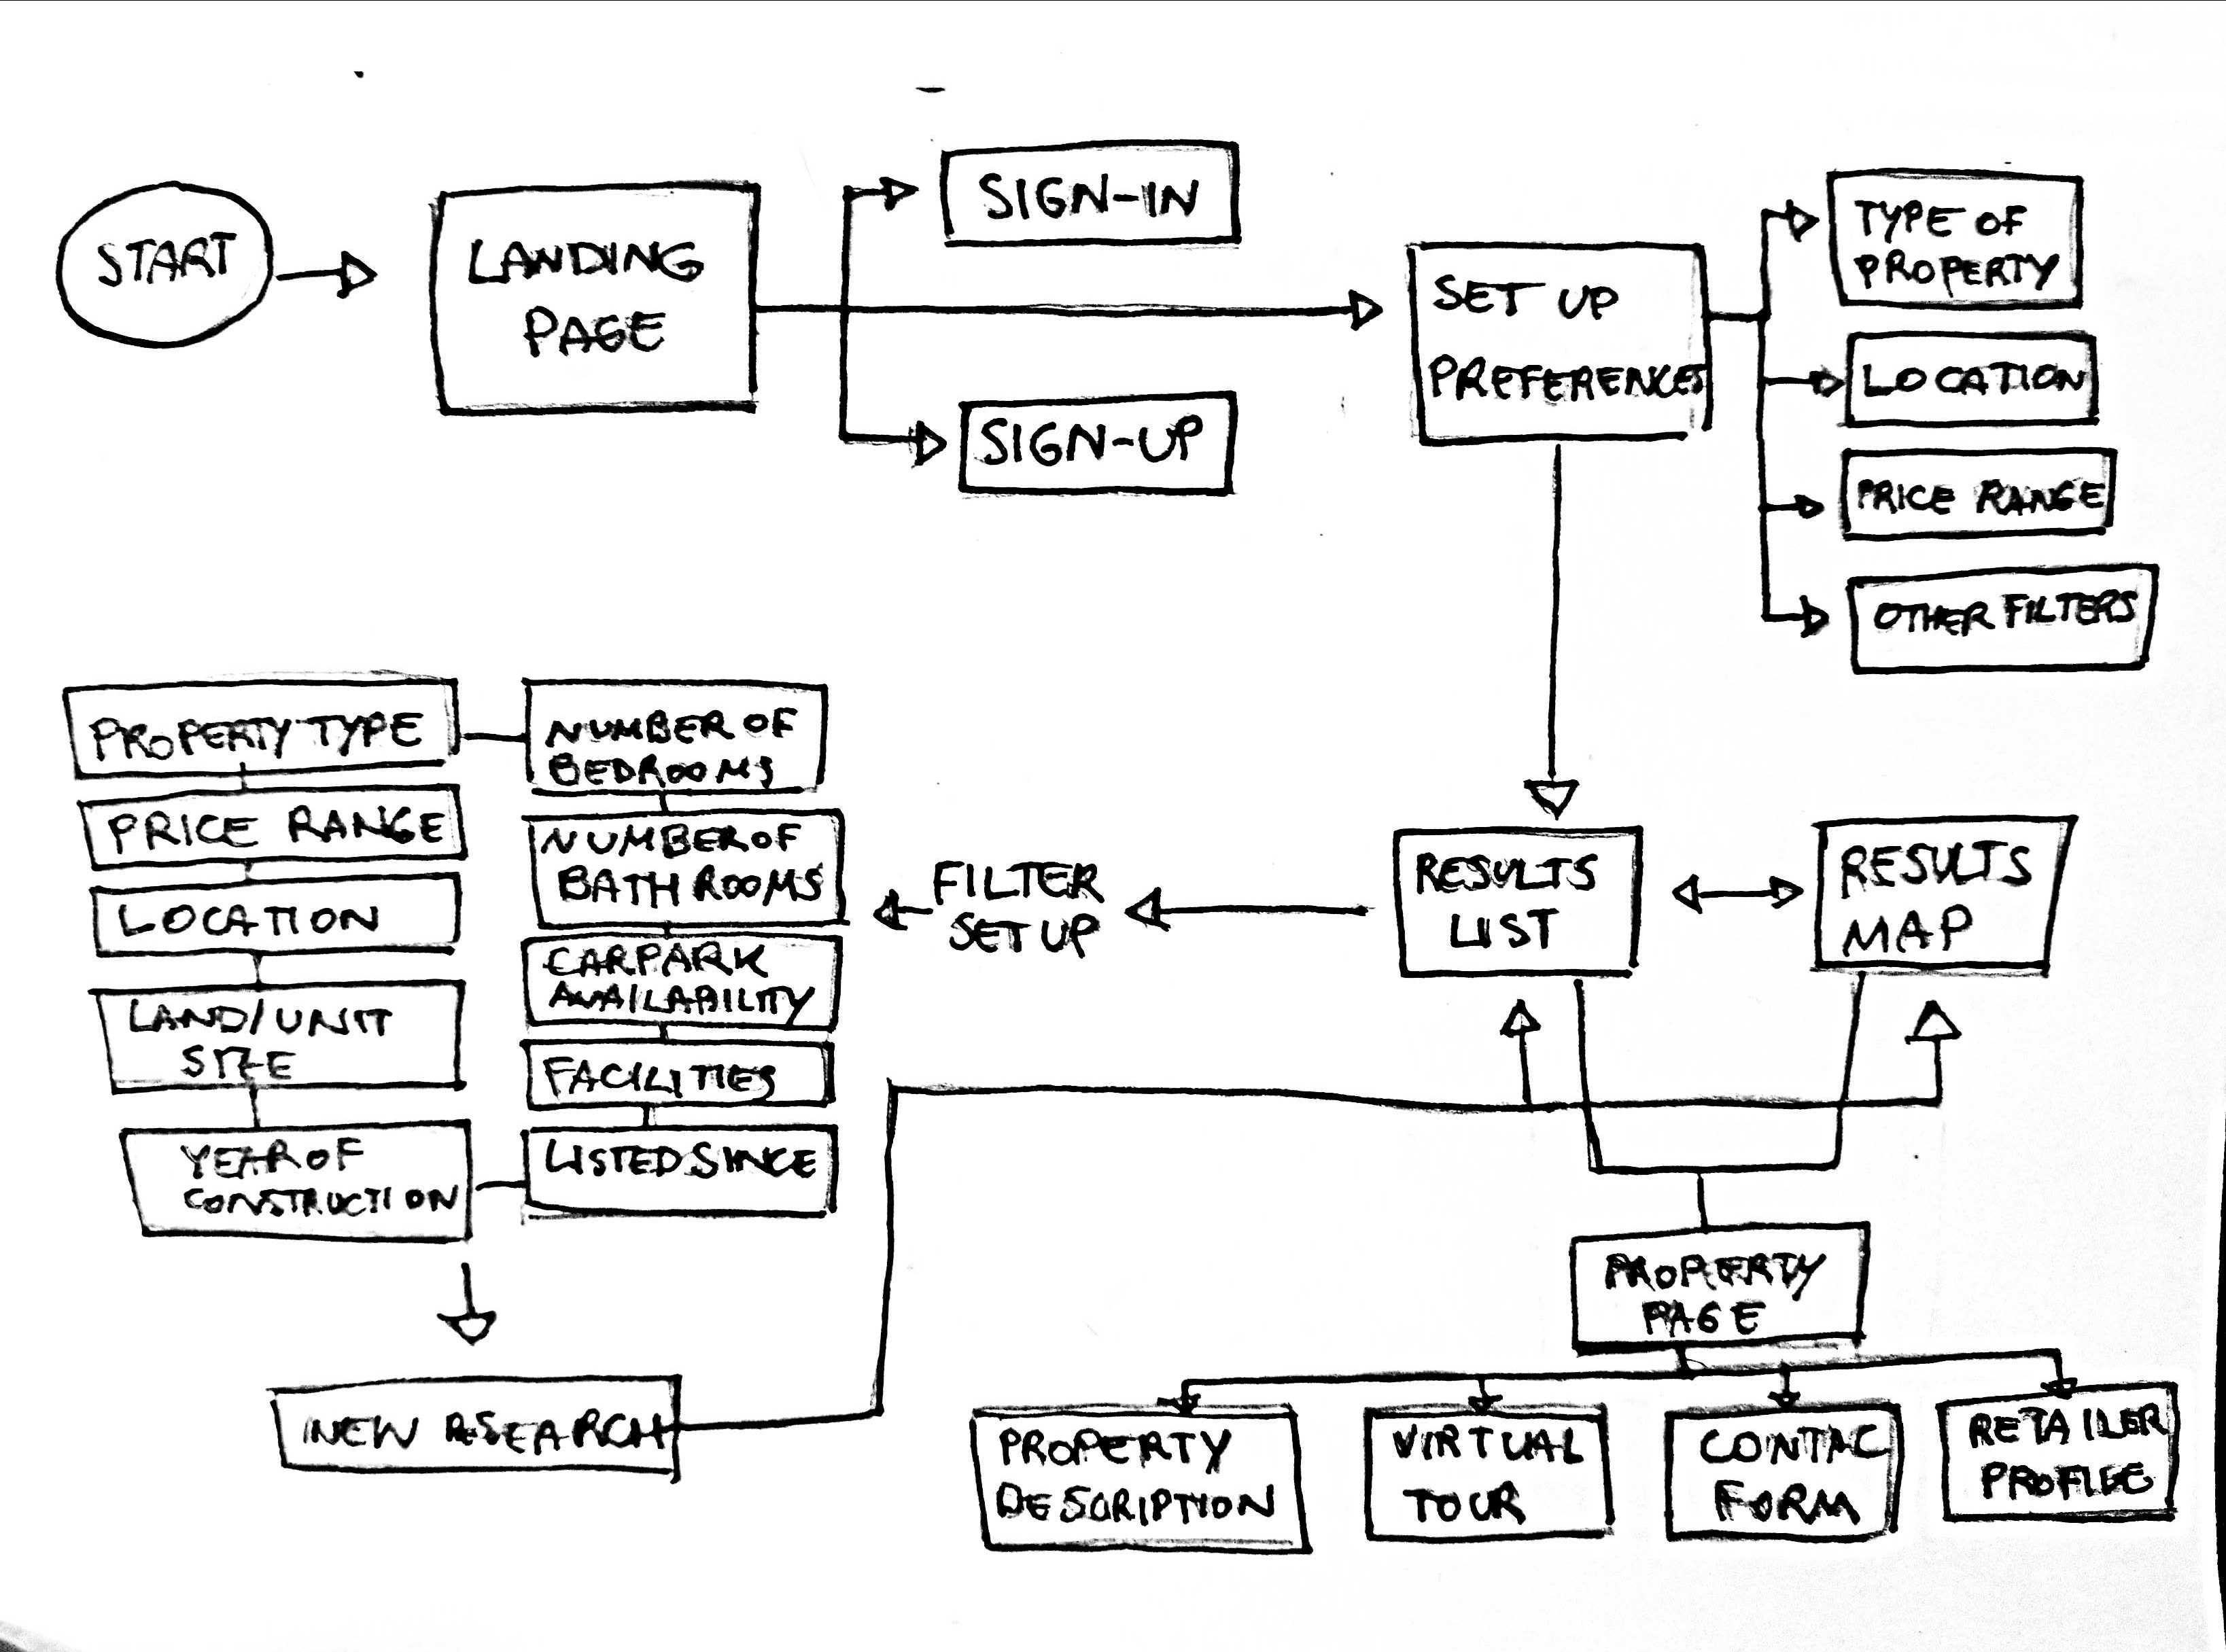 START
LANDING
PAGE
SIGN-IN
SIGN-UP
SET UP
PREFERENCES
TYPE OF
PROPERTY
LOCATION
PRICE RANGE
OTHER FILTERS
RESULTS
LIST
RESULTS
MAP
FILTER
SET UP
PROPERTY TYPE
PRICE RANGE
LOCATION
LAND/UNIT
SIZE
YEAR OF
CONSTRUCTION
NUMBER OF
BEDROOMS
NUMBER OF
BATHROOMS
CARPARK
AVAILABILITY
FACILITIES
LISTED SINCE
NEW RESEARCH
PROPERTY
PAGE
PROPERTY
DESCRIPTION
VIRTUAL
TOUR
CONTAC
FORM
RETAILER
PROFILE